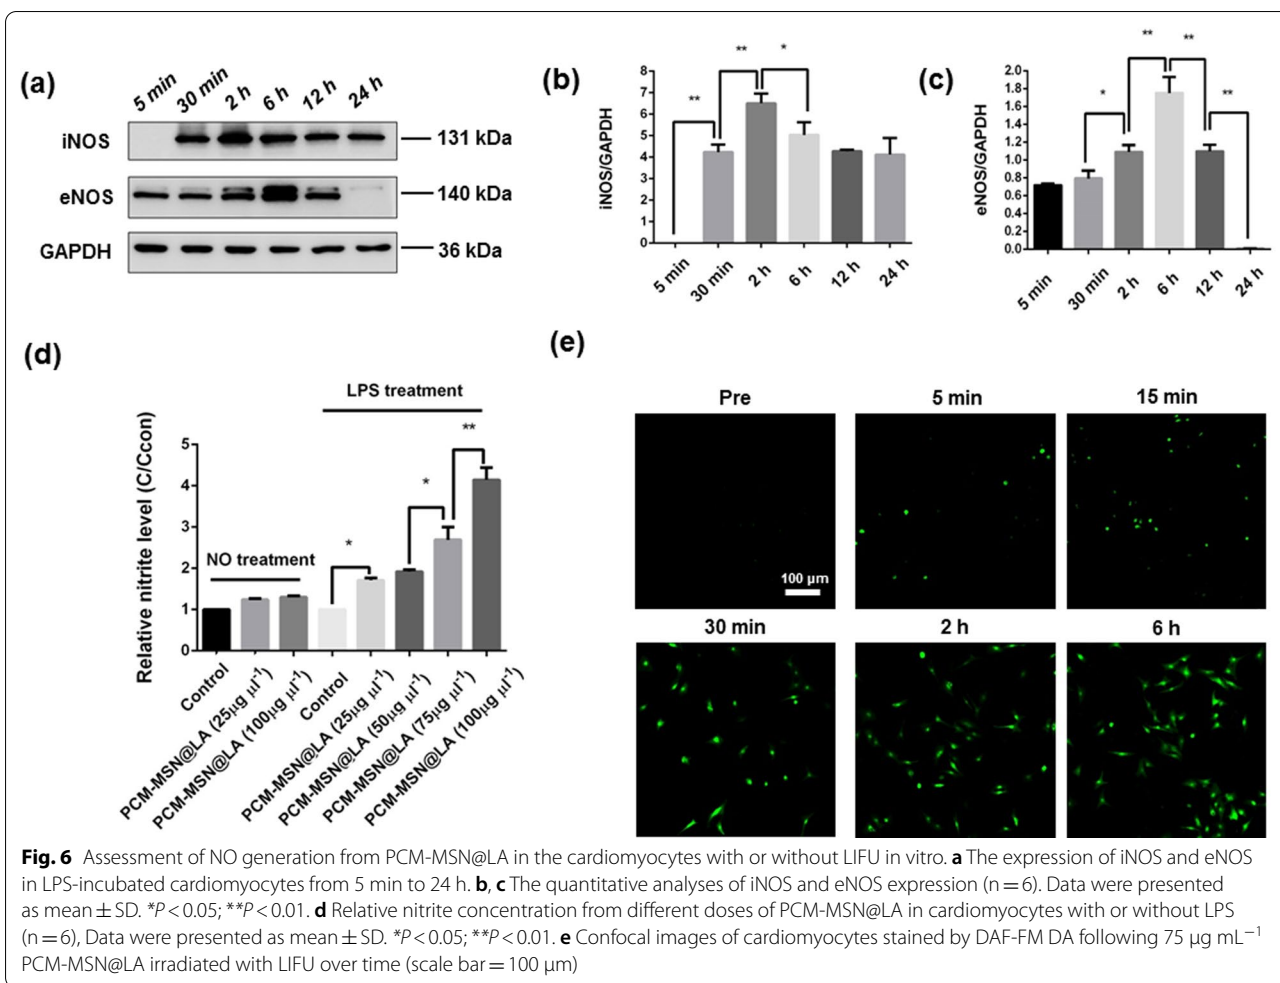 (a)
5 min 30 min 2 h 6 h 12 h 24 h
iNOS 131 kDa
eNOS 140 kDa
GAPDH 36 kDa
(b)
** ** *
iNOS/GAPDH
8
7
6
5
4
3
2
1
0
5 min 30 min 2 h 6 h 12 h 24 h
(c)
* ** ** **
eNOS/GAPDH
2.0
1.8
1.6
1.4
1.2
1.0
0.8
0.6
0.4
0.2
0.0
5 min 30 min 2 h 6 h 12 h 24 h
(d)
LPS treatment
NO treatment
* * **
Relative nitrite level (C/Ccon)
5
4
3
2
1
0
Control
PCM-MSN@LA (25μg μl⁻¹)
PCM-MSN@LA (100μg μl⁻¹)
Control
PCM-MSN@LA (25μg μl⁻¹)
PCM-MSN@LA (50μg μl⁻¹)
PCM-MSN@LA (75μg μl⁻¹)
PCM-MSN@LA (100μg μl⁻¹)
(e)
Pre 5 min 15 min
100 μm
30 min 2 h 6 h
Fig. 6 Assessment of NO generation from PCM-MSN@LA in the cardiomyocytes with or without LIFU in vitro. a The expression of iNOS and eNOS
in LPS-incubated cardiomyocytes from 5 min to 24 h. b, c The quantitative analyses of iNOS and eNOS expression (n = 6). Data were presented
as mean ± SD. *P < 0.05; **P < 0.01. d Relative nitrite concentration from different doses of PCM-MSN@LA in cardiomyocytes with or without LPS
(n = 6), Data were presented as mean ± SD. *P < 0.05; **P < 0.01. e Confocal images of cardiomyocytes stained by DAF-FM DA following 75 μg mL⁻¹
PCM-MSN@LA irradiated with LIFU over time (scale bar = 100 μm)